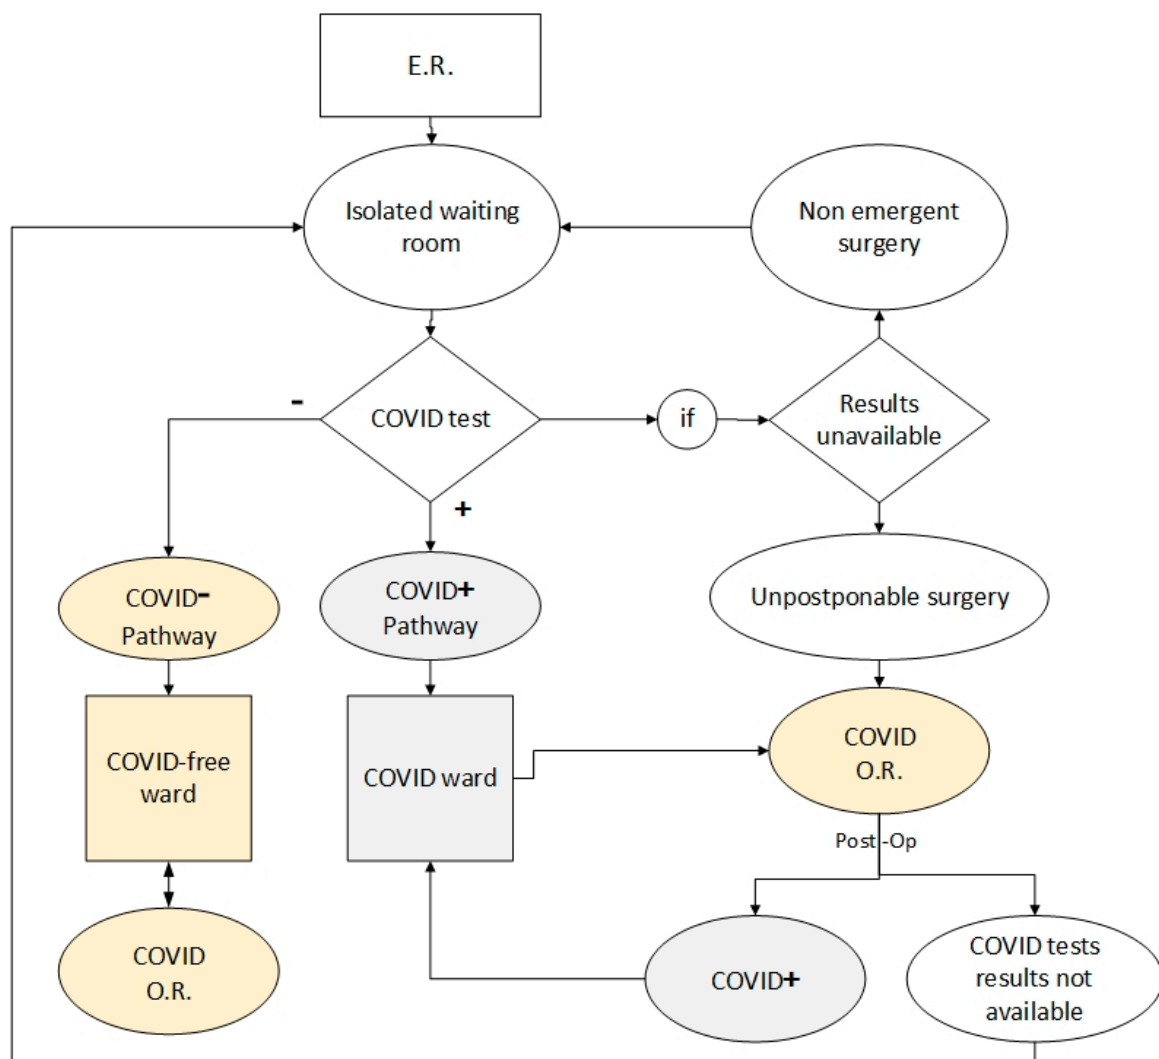 E.R.
Isolated waiting
room
Non emergent
surgery
-
COVID test
if
Results
unavailable
+
COVID-
Pathway
COVID+
Pathway
Unpostponable surgery
COVID-free
ward
COVID ward
COVID
O.R.
Post-Op
COVID
O.R.
COVID+
COVID tests
results not
available